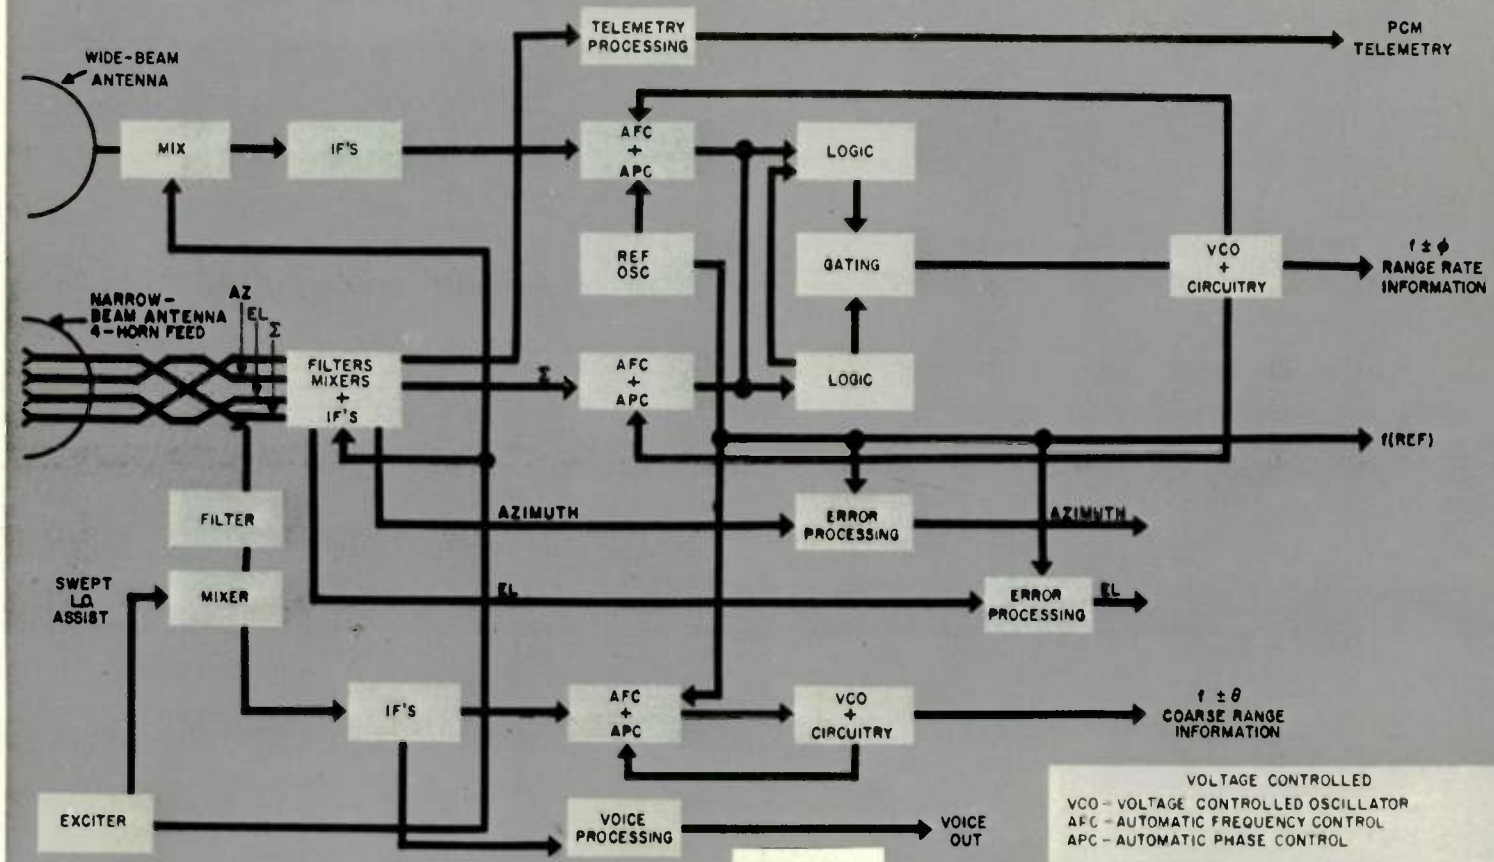 TELEMETRY
PROCESSING
PCM
TELEMETRY
WIDE-BEAM
ANTENNA
MIX
IF'S
AFC
+
APC
LOGIC
REF
OSC
GATING
VCO
+
CIRCUITRY
f ± ϕ
RANGE RATE
INFORMATION
NARROW-
BEAM ANTENNA
4-HORN FEED
AZ
EL
Σ
FILTERS
MIXERS
+
IF'S
Σ
AFC
+
APC
LOGIC
f(REF)
FILTER
AZIMUTH
ERROR
PROCESSING
AZIMUTH
SWEPT
L.O.
ASSIST
MIXER
EL
ERROR
PROCESSING
EL
IF'S
AFC
+
APC
VCO
+
CIRCUITRY
f ± θ
COARSE RANGE
INFORMATION
EXCITER
VOICE
PROCESSING
VOICE
OUT
VOLTAGE CONTROLLED
VCO - VOLTAGE CONTROLLED OSCILLATOR
AFC - AUTOMATIC FREQUENCY CONTROL
APC - AUTOMATIC PHASE CONTROL